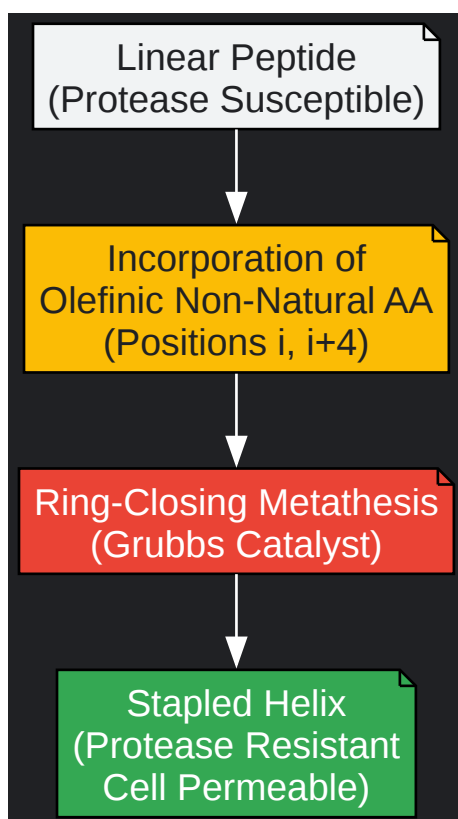 Linear Peptide
(Protease Susceptible)
Incorporation of
Olefinic Non-Natural AA
(Positions i, i+4)
Ring-Closing Metathesis
(Grubbs Catalyst)
Stapled Helix
(Protease Resistant
Cell Permeable)